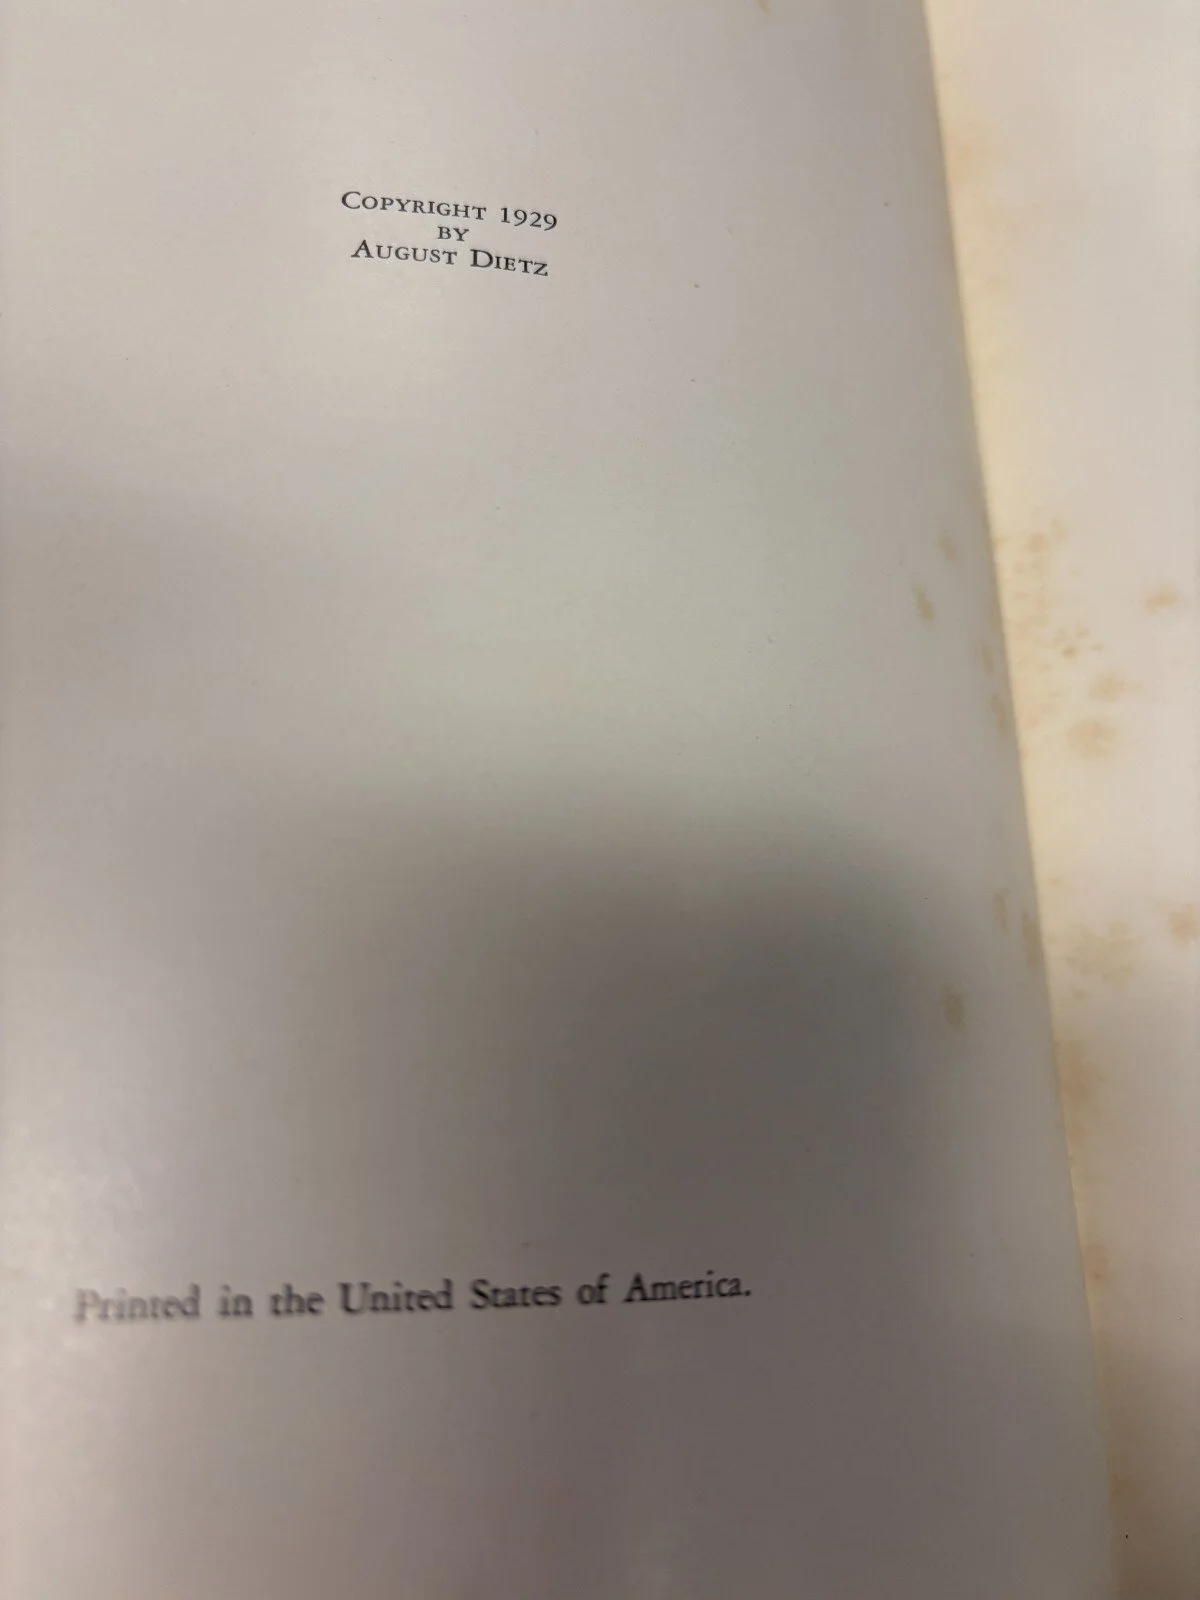 Copyright 1929
by
August Dietz
Printed in the United States of America.